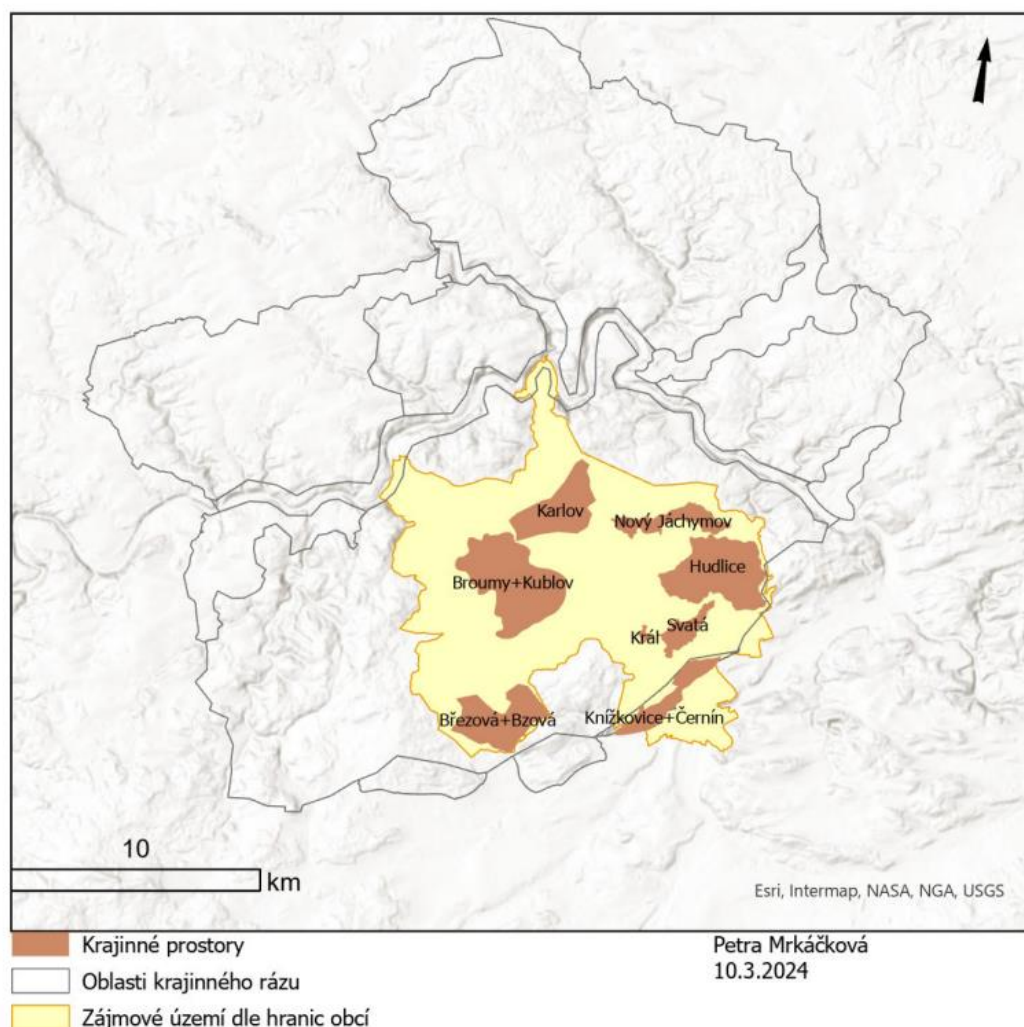 Karlov
Nový Jáchymov
Hudlice
Broumy+Kublov
Svatá
Král
Březová+Bzová
Knížkovice+Černín
10
km
Esri, Intermap, NASA, NGA, USGS
Krajinné prostory
Oblasti krajinného rázu
Zájmové území dle hranic obcí
Petra Mrkáčková
10.3.2024